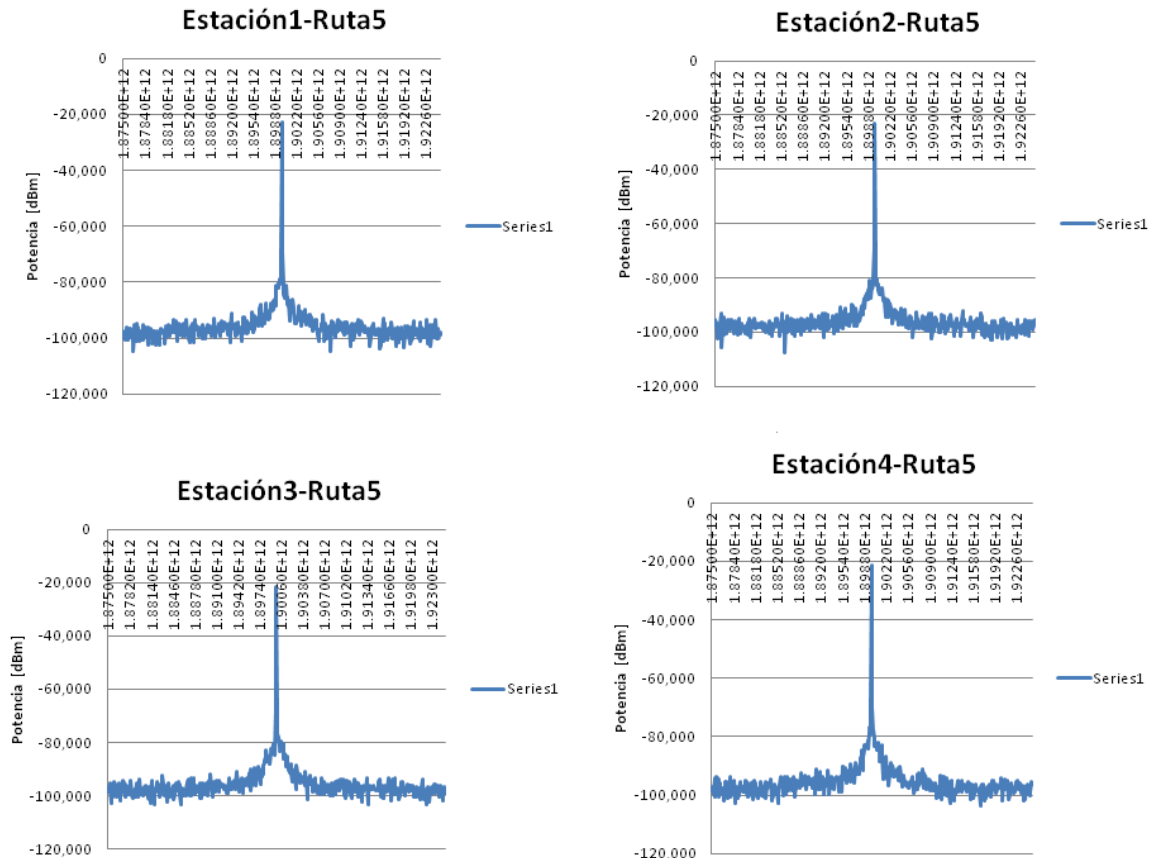 Estación1-Ruta5
0
-20,000
-40,000
-60,000
-80,000
-100,000
-120,000
Potencia [dBm]
1.87500E+12
1.87840E+12
1.88180E+12
1.88520E+12
1.88860E+12
1.89200E+12
1.89540E+12
1.89880E+12
1.90220E+12
1.90560E+12
1.90900E+12
1.91240E+12
1.91580E+12
1.91920E+12
1.92260E+12
Series1
Estación2-Ruta5
0
-20,000
-40,000
-60,000
-80,000
-100,000
-120,000
Potencia [dBm]
1.87500E+12
1.87840E+12
1.88180E+12
1.88520E+12
1.88860E+12
1.89200E+12
1.89540E+12
1.89880E+12
1.90220E+12
1.90560E+12
1.90900E+12
1.91240E+12
1.91580E+12
1.91920E+12
1.92260E+12
Series1
Estación3-Ruta5
0
-20,000
-40,000
-60,000
-80,000
-100,000
-120,000
Potencia [dBm]
1.87500E+12
1.87820E+12
1.88140E+12
1.88460E+12
1.88780E+12
1.89100E+12
1.89420E+12
1.89740E+12
1.90060E+12
1.90380E+12
1.90700E+12
1.91020E+12
1.91340E+12
1.91660E+12
1.91980E+12
1.92300E+12
Series1
Estación4-Ruta5
0
-20,000
-40,000
-60,000
-80,000
-100,000
-120,000
Potencia [dBm]
1.87500E+12
1.87840E+12
1.88180E+12
1.88520E+12
1.88860E+12
1.89200E+12
1.89540E+12
1.89880E+12
1.90220E+12
1.90560E+12
1.90900E+12
1.91240E+12
1.91580E+12
1.91920E+12
1.92260E+12
Series1